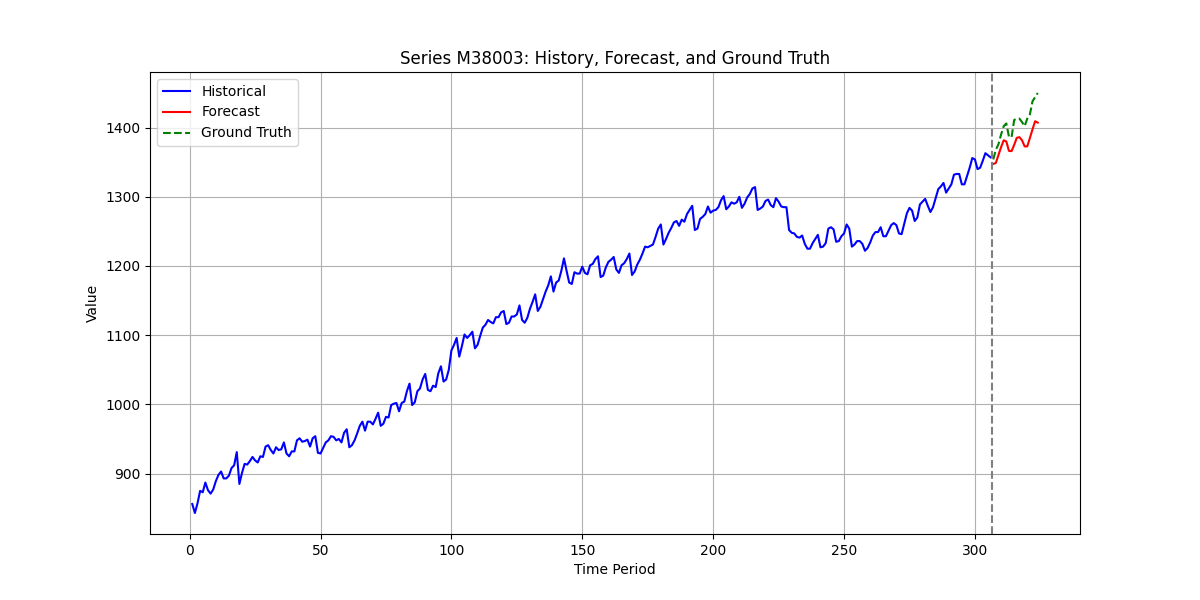 Series M38003: History, Forecast, and Ground Truth
Historical
Forecast
Ground Truth
1400
1300
1200
1100
1000
900
Value
0 50 100 150 200 250 300
Time Period